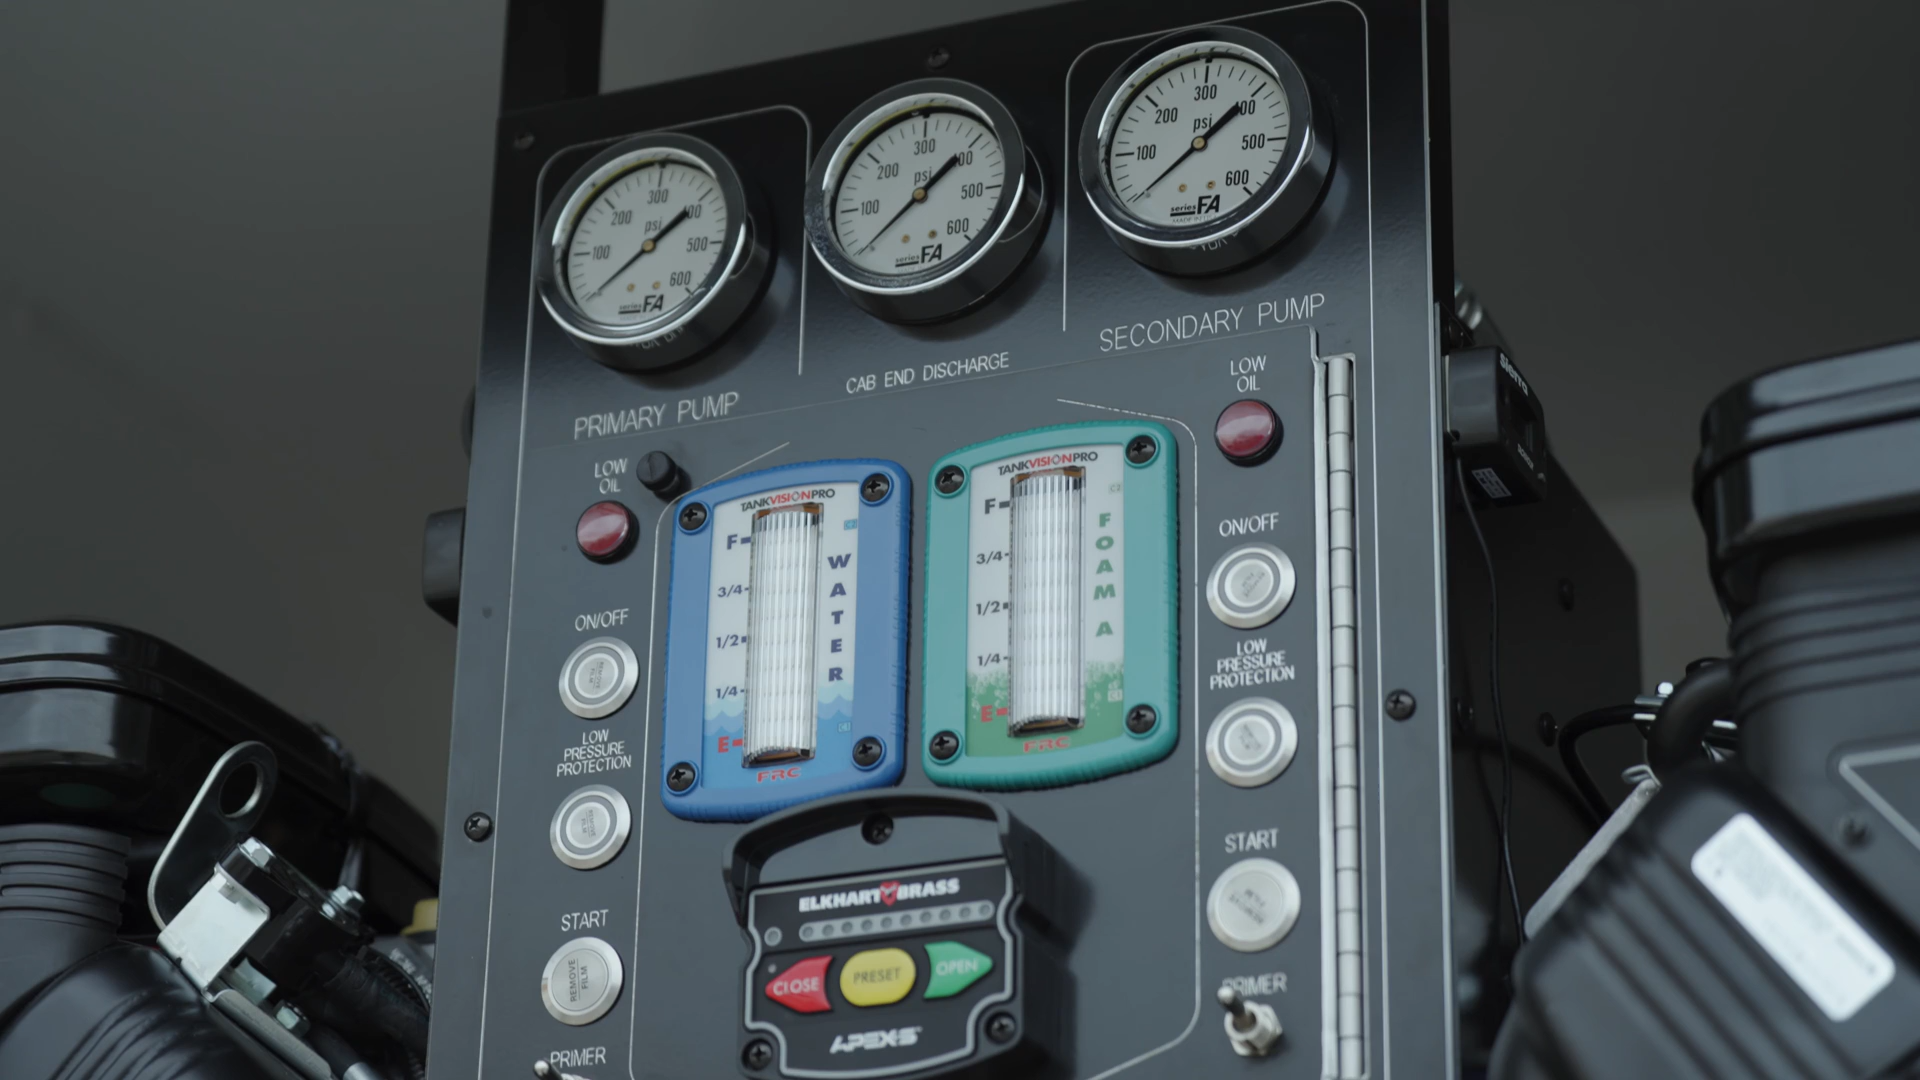 300
200
400
psi
100
500
600
series FA
PRIMARY PUMP
300
200
400
psi
100
500
600
series FA
CAB END DISCHARGE
300
200
400
psi
100
500
600
series FA
SECONDARY PUMP
LOW
OIL
ON/OFF
LOW
PRESSURE
PROTECTION
REMOVE
FILM
START
REMOVE
FILM
PRIMER
TANKVISIONPRO
F
3/4
1/2
1/4
E
WATER
FRC
TANKVISIONPRO
F
3/4
1/2
1/4
E
FOAM A
FRC
ELKHART BRASS
CLOSE
PRESET
OPEN
APEX-S
LOW
OIL
ON/OFF
LOW
PRESSURE
PROTECTION
START
PRIMER
sierra